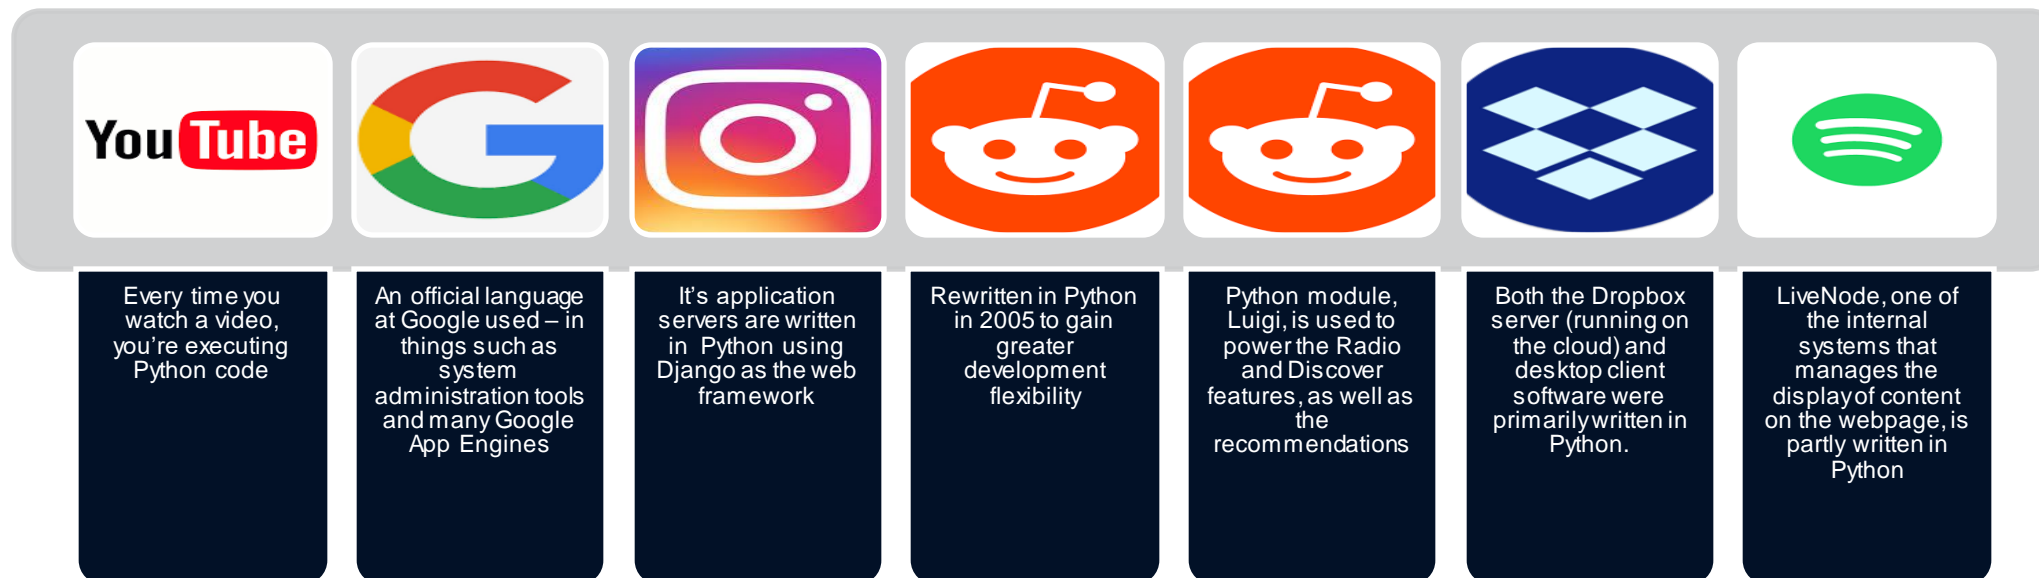 YouTube
Every time you
watch a video,
you're executing
Python code
An official language
at Google used – in
things such as
system
administration tools
and many Google
App Engines
It's application
servers are written
in Python using
Django as the web
framework
Rewritten in Python
in 2005 to gain
greater
development
flexibility
Python module,
Luigi, is used to
power the Radio
and Discover
features, as well as
the
recommendations
Both the Dropbox
server (running on
the cloud) and
desktop client
software were
primarily written in
Python.
LiveNode, one of
the internal
systems that
manages the
display of content
on the webpage, is
partly written in
Python